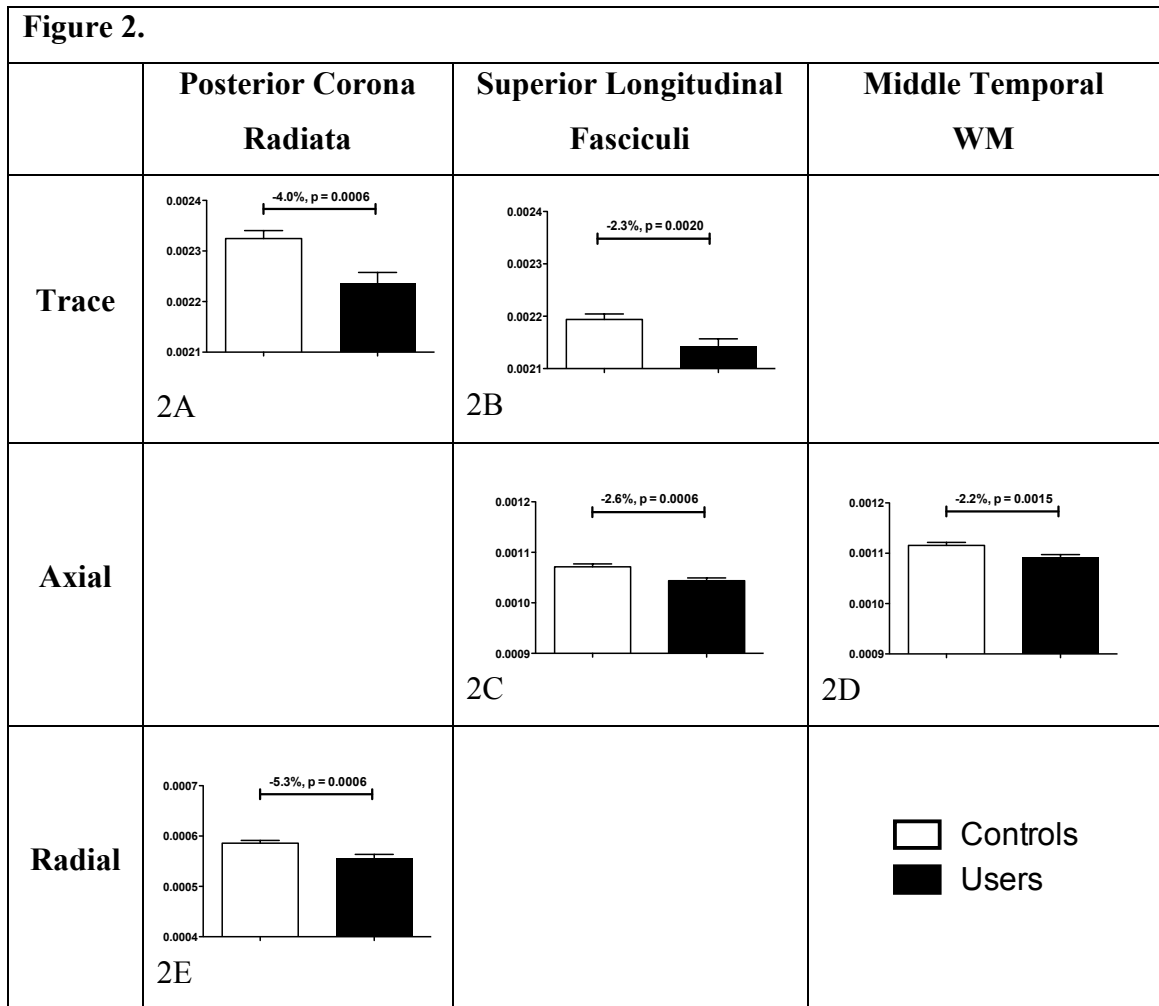 Figure 2.
Posterior Corona Radiata
Superior Longitudinal Fasciculi
Middle Temporal WM
Trace
-4.0%, p = 0.0006
0.0024
0.0023
0.0022
0.0021
2A
-2.3%, p = 0.0020
0.0024
0.0023
0.0022
0.0021
2B
Axial
-2.6%, p = 0.0006
0.0012
0.0011
0.0010
0.0009
2C
-2.2%, p = 0.0015
0.0012
0.0011
0.0010
0.0009
2D
Radial
-5.3%, p = 0.0006
0.0007
0.0006
0.0005
0.0004
2E
Controls
Users